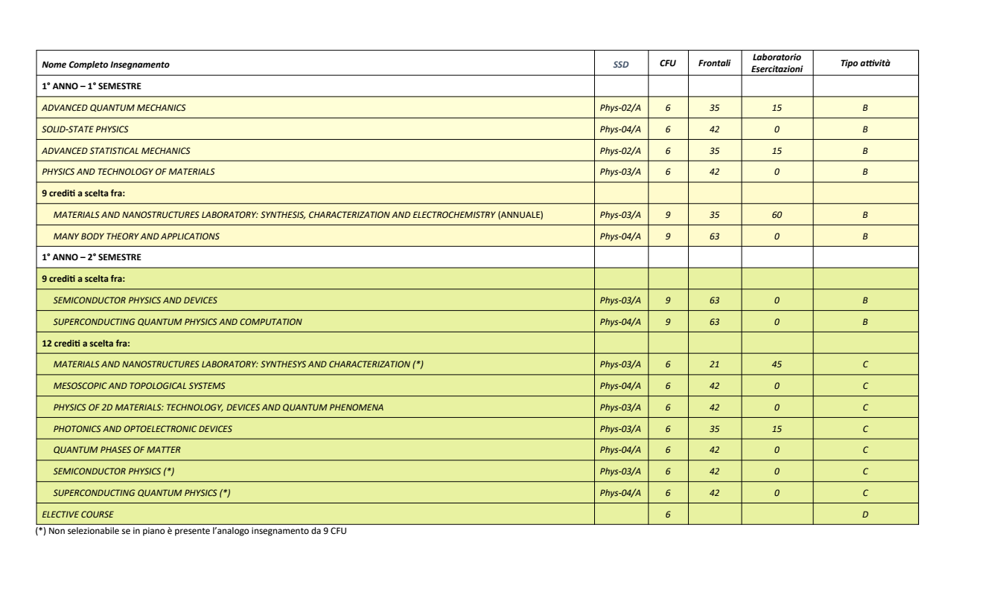 Nome Completo Insegnamento SSD CFU Frontali Laboratorio Esercitazioni Tipo attività
1° ANNO – 1° SEMESTRE
ADVANCED QUANTUM MECHANICS Phys-02/A 6 35 15 B
SOLID-STATE PHYSICS Phys-04/A 6 42 0 B
ADVANCED STATISTICAL MECHANICS Phys-02/A 6 35 15 B
PHYSICS AND TECHNOLOGY OF MATERIALS Phys-03/A 6 42 0 B
9 crediti a scelta fra:
MATERIALS AND NANOSTRUCTURES LABORATORY: SYNTHESIS, CHARACTERIZATION AND ELECTROCHEMISTRY (ANNUALE) Phys-03/A 9 35 60 B
MANY BODY THEORY AND APPLICATIONS Phys-04/A 9 63 0 B
1° ANNO – 2° SEMESTRE
9 crediti a scelta fra:
SEMICONDUCTOR PHYSICS AND DEVICES Phys-03/A 9 63 0 B
SUPERCONDUCTING QUANTUM PHYSICS AND COMPUTATION Phys-04/A 9 63 0 B
12 crediti a scelta fra:
MATERIALS AND NANOSTRUCTURES LABORATORY: SYNTHESYS AND CHARACTERIZATION (*) Phys-03/A 6 21 45 C
MESOSCOPIC AND TOPOLOGICAL SYSTEMS Phys-04/A 6 42 0 C
PHYSICS OF 2D MATERIALS: TECHNOLOGY, DEVICES AND QUANTUM PHENOMENA Phys-03/A 6 42 0 C
PHOTONICS AND OPTOELECTRONIC DEVICES Phys-03/A 6 35 15 C
QUANTUM PHASES OF MATTER Phys-04/A 6 42 0 C
SEMICONDUCTOR PHYSICS (*) Phys-03/A 6 42 0 C
SUPERCONDUCTING QUANTUM PHYSICS (*) Phys-04/A 6 42 0 C
ELECTIVE COURSE 6 D
(*) Non selezionabile se in piano è presente l’analogo insegnamento da 9 CFU